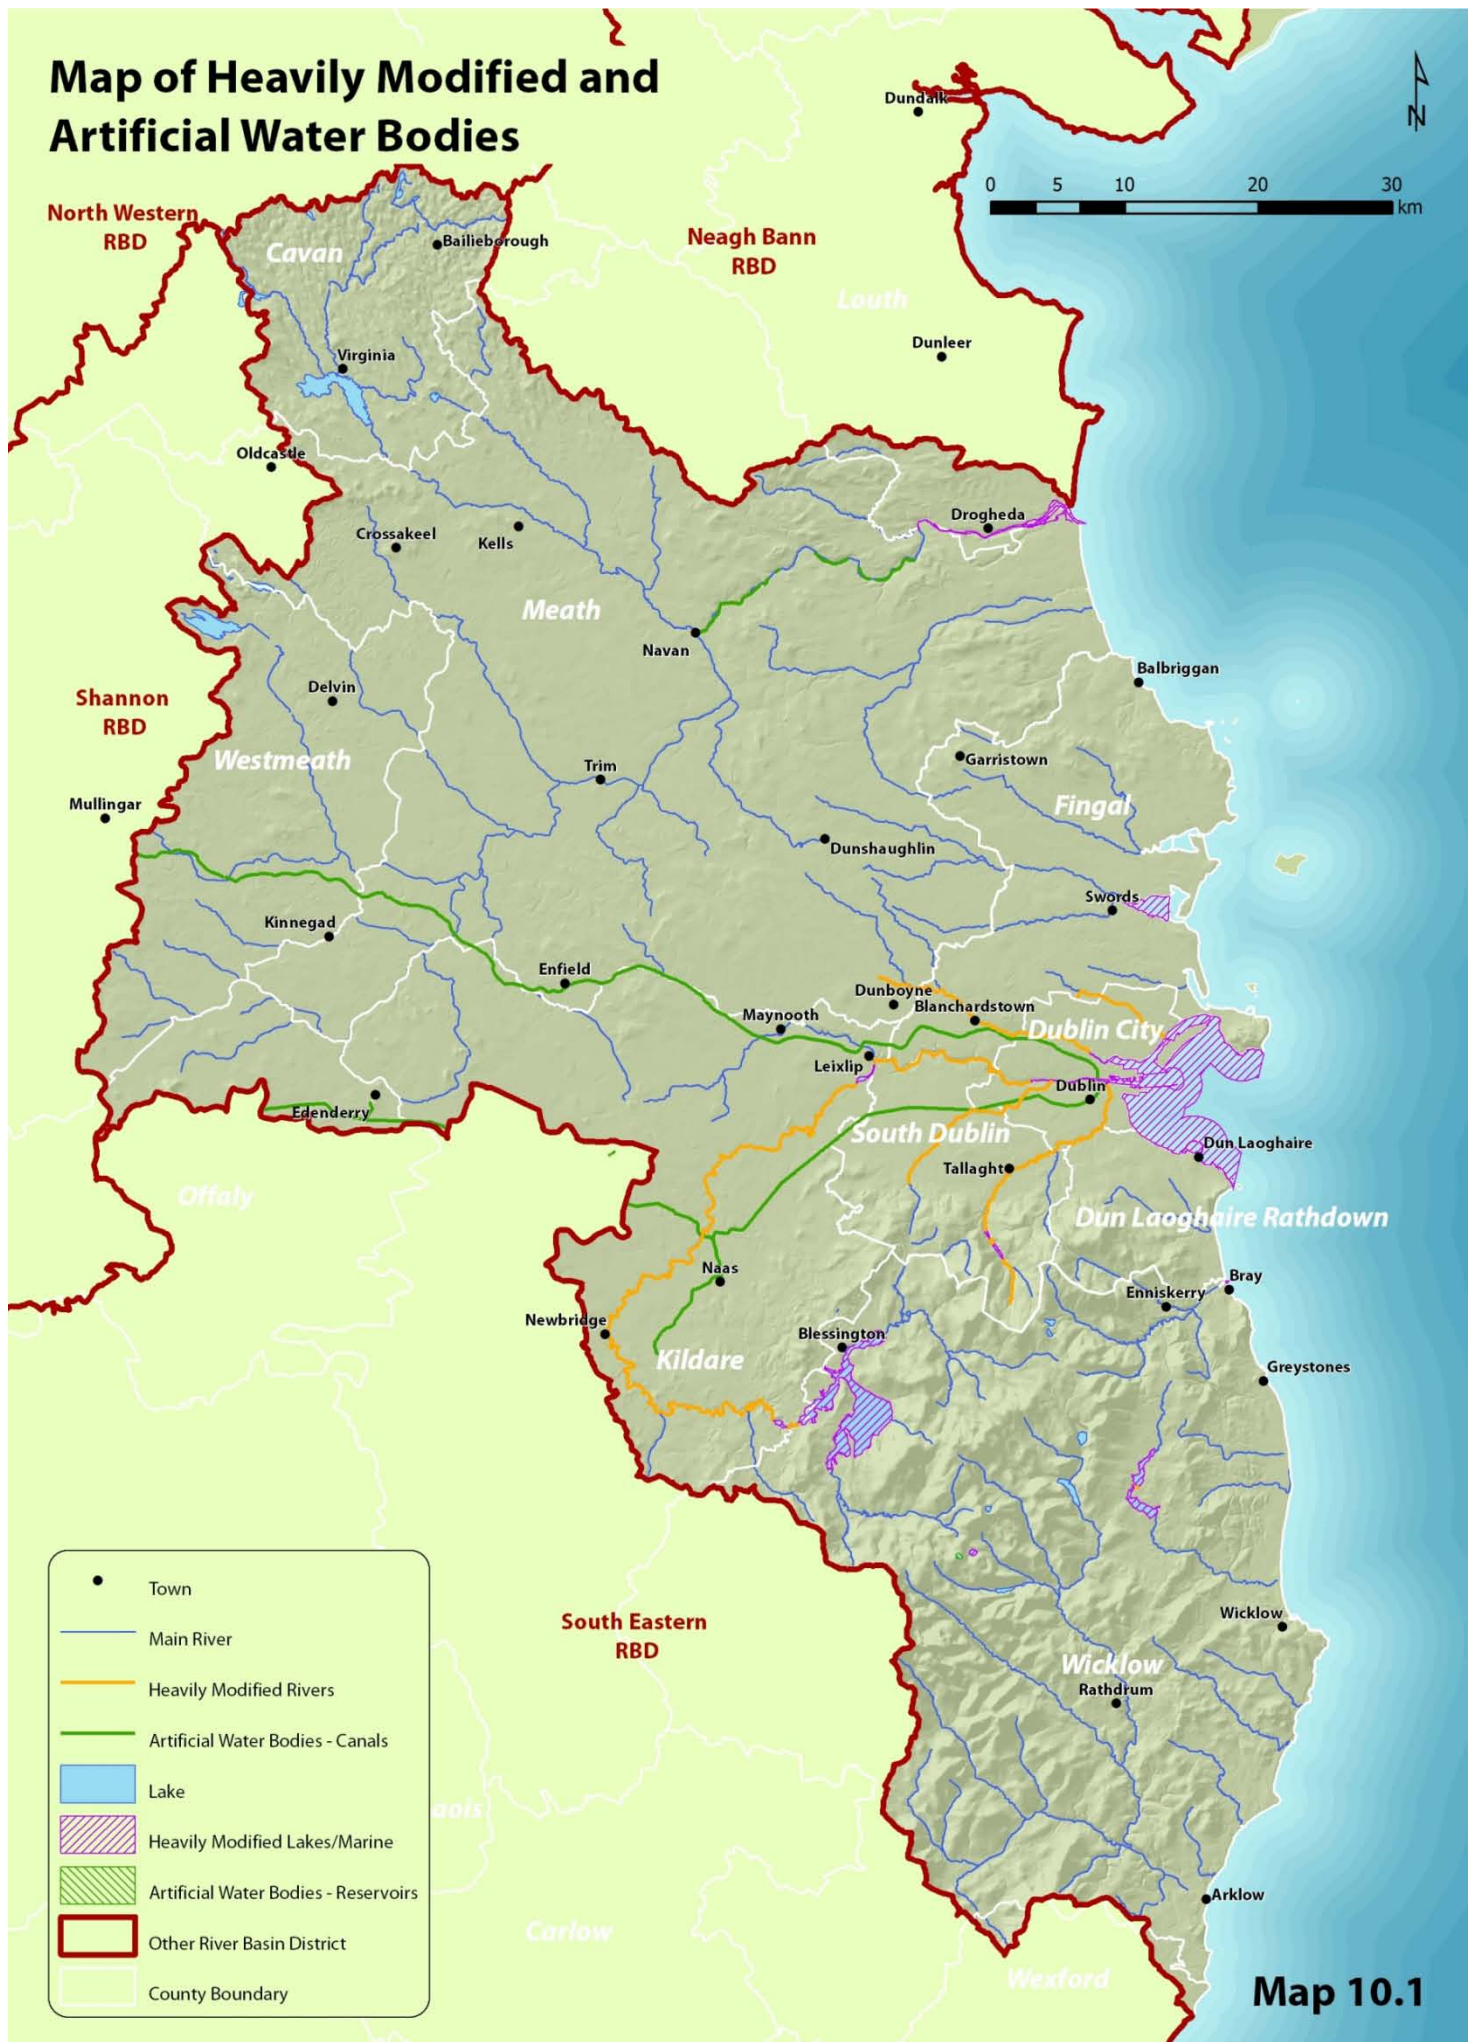 Map of Heavily Modified and
Artificial Water Bodies
N
0 5 10 20 30
km
Dundalk
North Western
RBD
Cavan
Bailieborough
Neagh Bann
RBD
Louth
Dunleer
Virginia
Oldcastle
Drogheda
Crossakeel
Kells
Meath
Navan
Balbriggan
Shannon
RBD
Delvin
Westmeath
Garristown
Trim
Fingal
Mullingar
Dunshaughlin
Swords
Kinnegad
Enfield
Dunboyne
Blanchardstown
Maynooth
Dublin City
Leixlip
Dublin
Edenderry
South Dublin
Dun Laoghaire
Tallaght
Offaly
Dun Laoghaire Rathdown
Naas
Bray
Enniskerry
Newbridge
Blessington
Kildare
Greystones
Wicklow
South Eastern
RBD
Wicklow
Rathdrum
aois
Arklow
Carlow
Wexford
Town
Main River
Heavily Modified Rivers
Artificial Water Bodies - Canals
Lake
Heavily Modified Lakes/Marine
Artificial Water Bodies - Reservoirs
Other River Basin District
County Boundary
Map 10.1